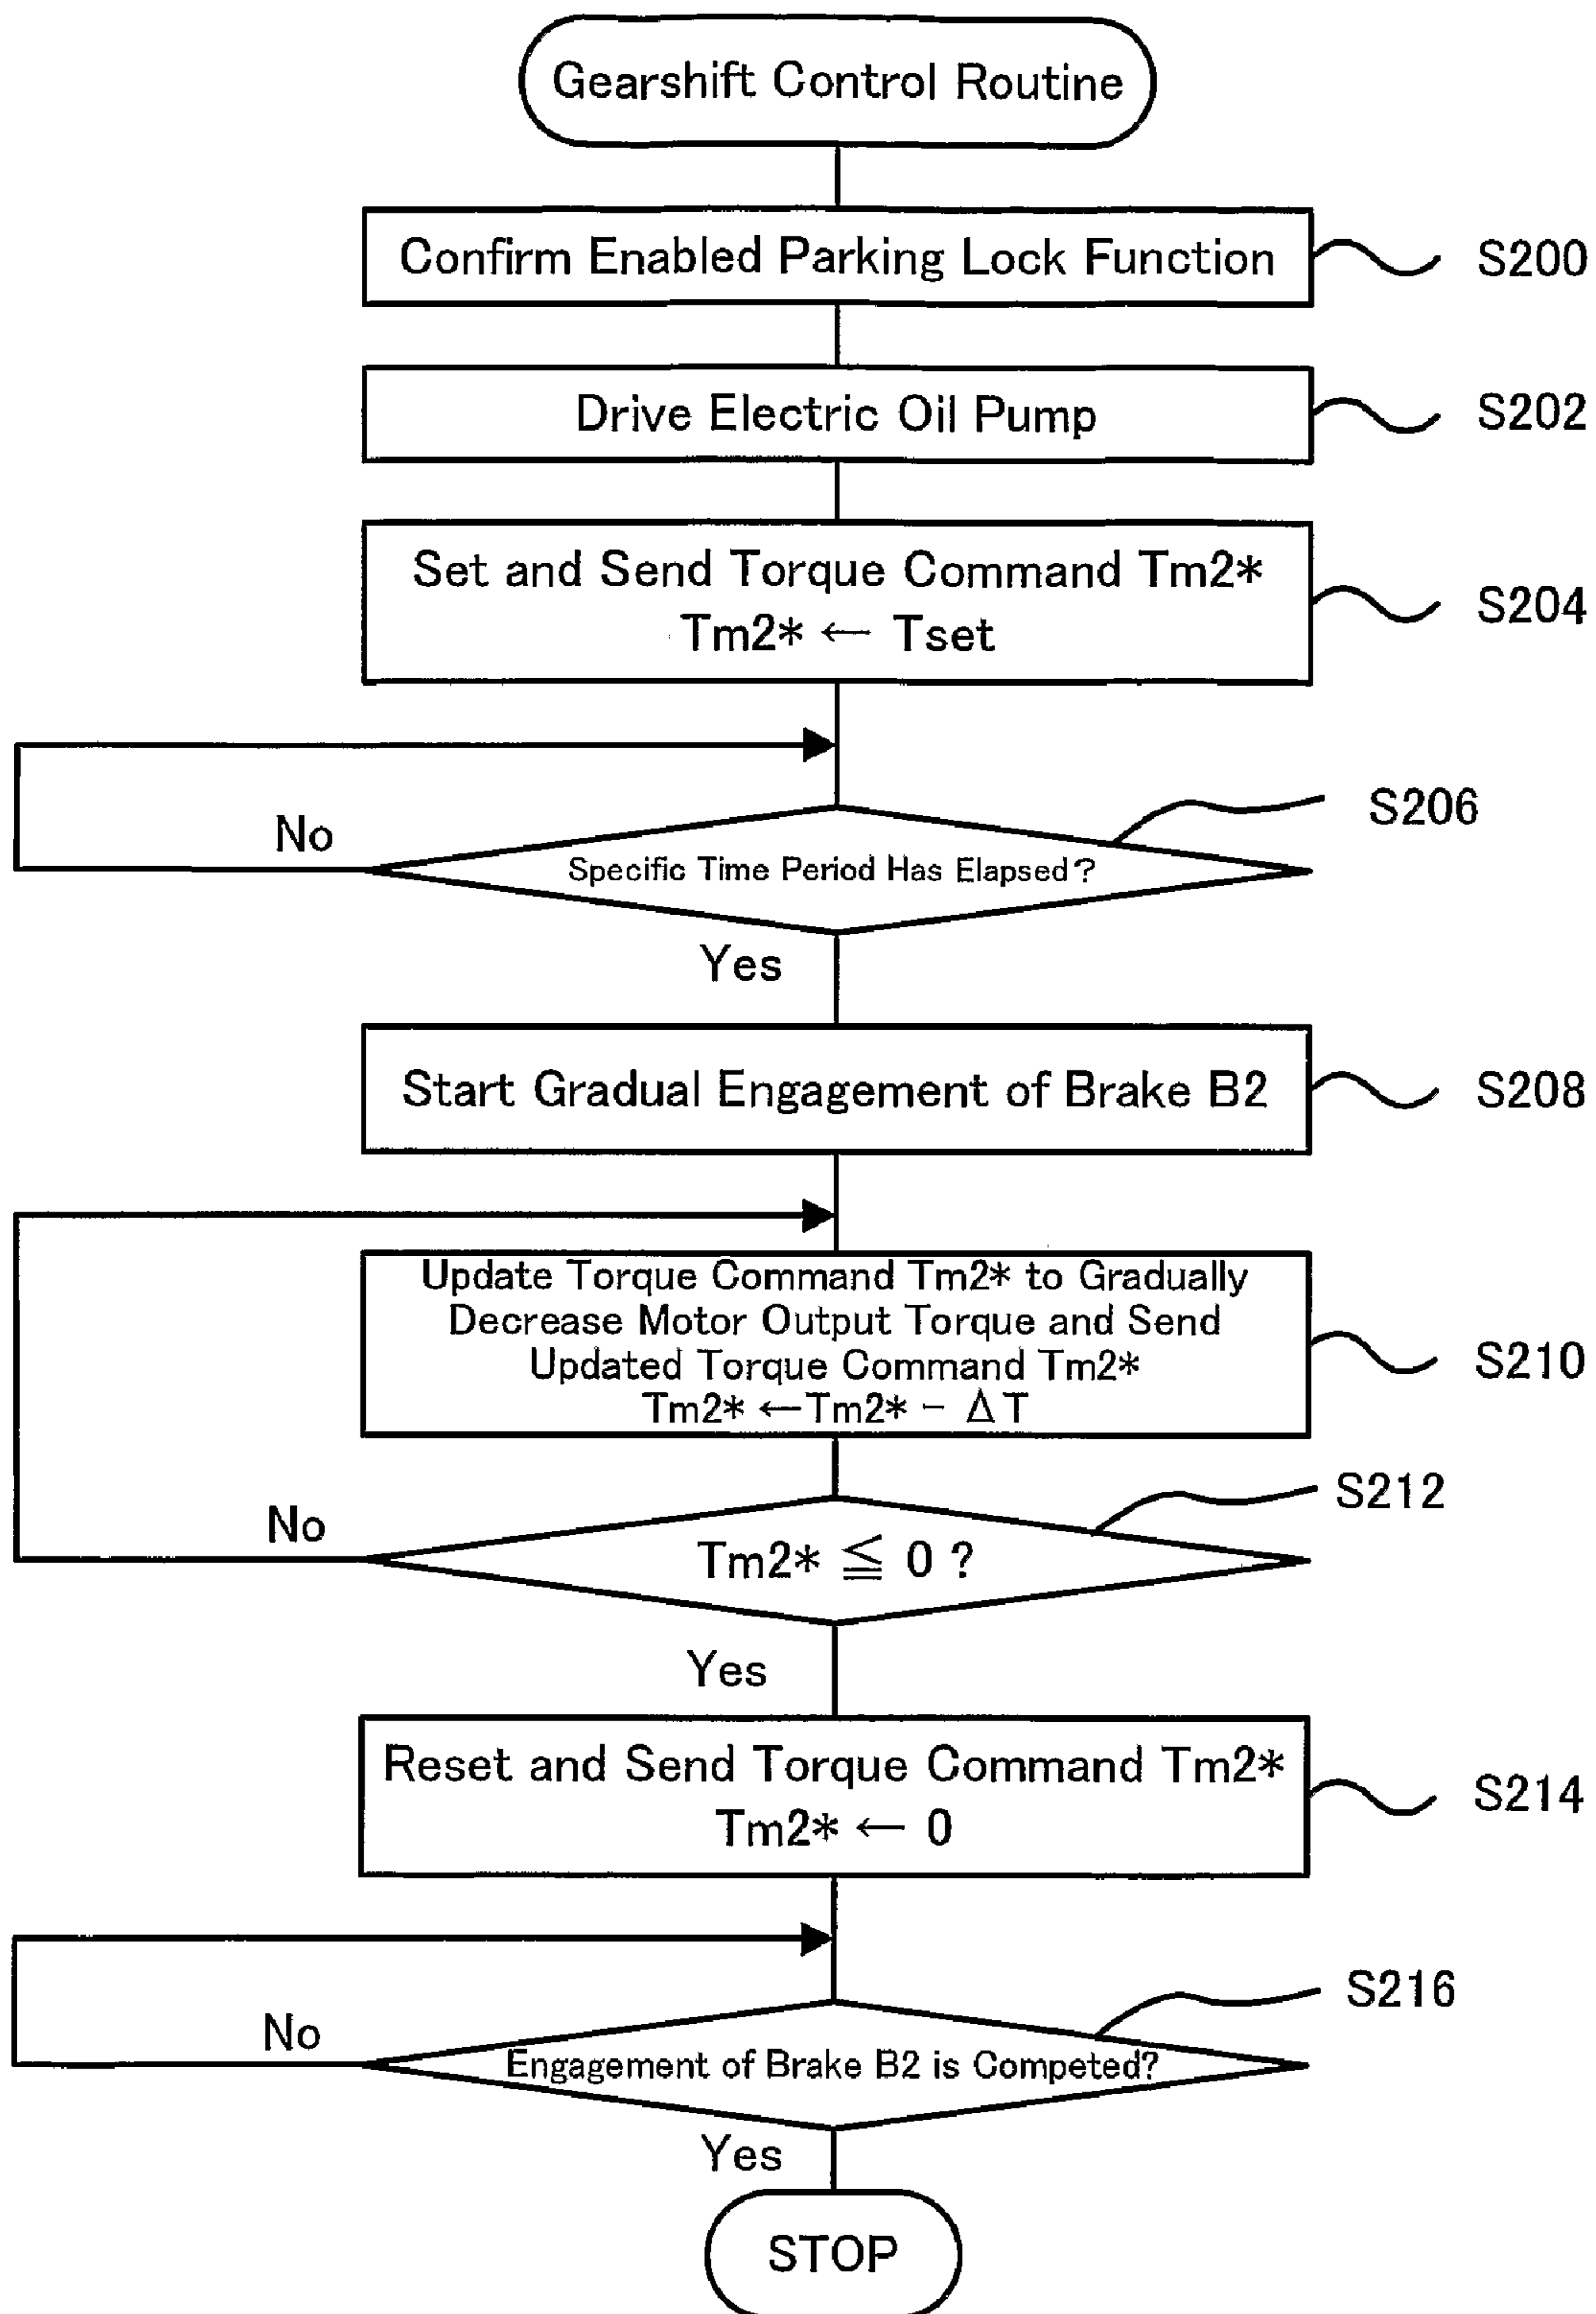 Gearshift Control Routine
Confirm Enabled Parking Lock Function
S200
Drive Electric Oil Pump
S202
Set and Send Torque Command Tm2*
Tm2* ← Tset
S204
S206
No
Specific Time Period Has Elapsed?
Yes
Start Gradual Engagement of Brake B2
S208
Update Torque Command Tm2* to Gradually
Decrease Motor Output Torque and Send
Updated Torque Command Tm2*
Tm2* ←Tm2* − ΔT
S210
S212
No
Tm2* ≦ 0 ?
Yes
Reset and Send Torque Command Tm2*
Tm2* ← 0
S214
S216
No
Engagement of Brake B2 is Competed?
Yes
STOP